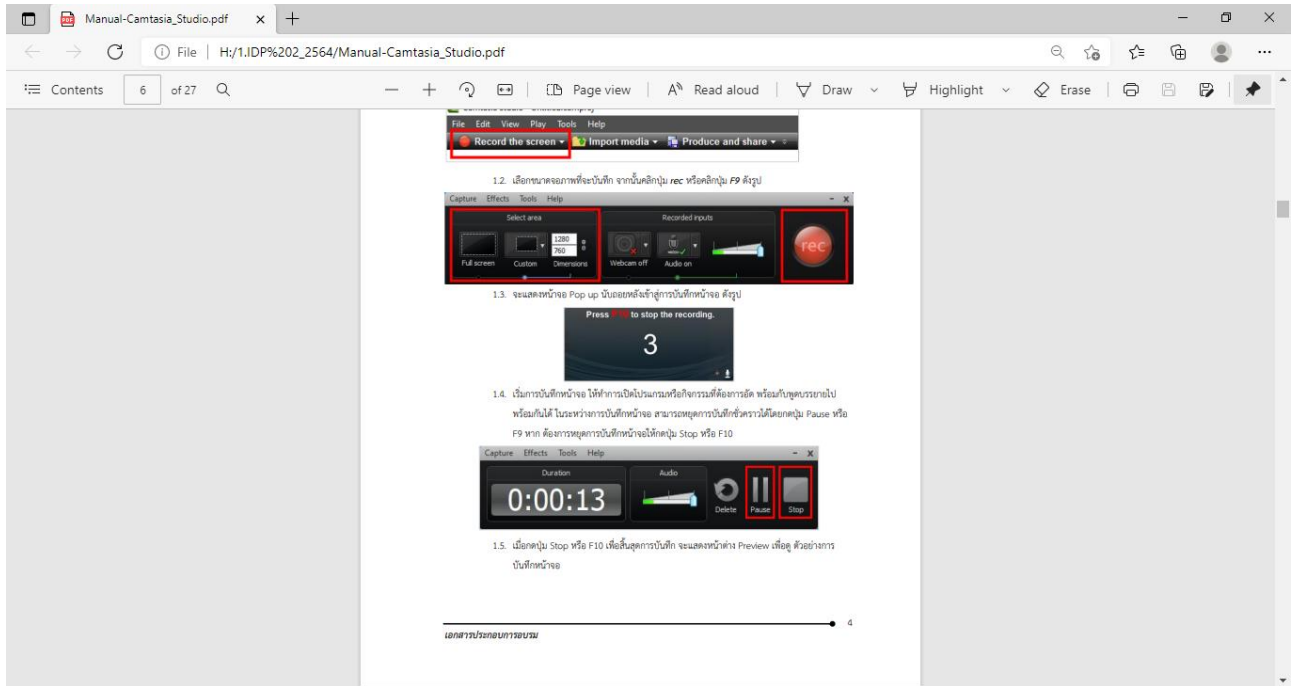 Manual-Camtasia_Studio.pdf
File | H:/1.IDP%202_2564/Manual-Camtasia_Studio.pdf
Contents 6 of 27 Page view Read aloud Draw Highlight Erase
File Edit View Play Tools Help
Record the screen Import media Produce and share
1.2. เลือกขนาดจอภาพที่จะบันทึก จากนั้นคลิกปุ่ม rec หรือคลิกปุ่ม F9 ดังรูป
Capture Effects Tools Help
Select area Recorded inputs
1280
760
rec
Full screen Custom Dimensions Webcam off Audio on
1.3. จะแสดงหน้าจอ Pop up นับถอยหลังเข้าสู่การบันทึกหน้าจอ ดังรูป
Press F10 to stop the recording.
3
1.4. เริ่มการบันทึกหน้าจอ ให้ทำการเปิดโปรแกรมหรือกิจกรรมที่ต้องการอัด พร้อมกับพูดบรรยายไป
พร้อมกันได้ ในระหว่างการบันทึกหน้าจอ สามารถหยุดการบันทึกชั่วคราวได้โดยกดปุ่ม Pause หรือ
F9 หาก ต้องการหยุดการบันทึกหน้าจอให้กดปุ่ม Stop หรือ F10
Capture Effects Tools Help
Duration Audio
0:00:13
Delete Pause Stop
1.5. เมื่อกดปุ่ม Stop หรือ F10 เพื่อสิ้นสุดการบันทึก จะแสดงหน้าต่าง Preview เพื่อดู ตัวอย่างการ
บันทึกหน้าจอ
4
เอกสารประกอบการอบรม